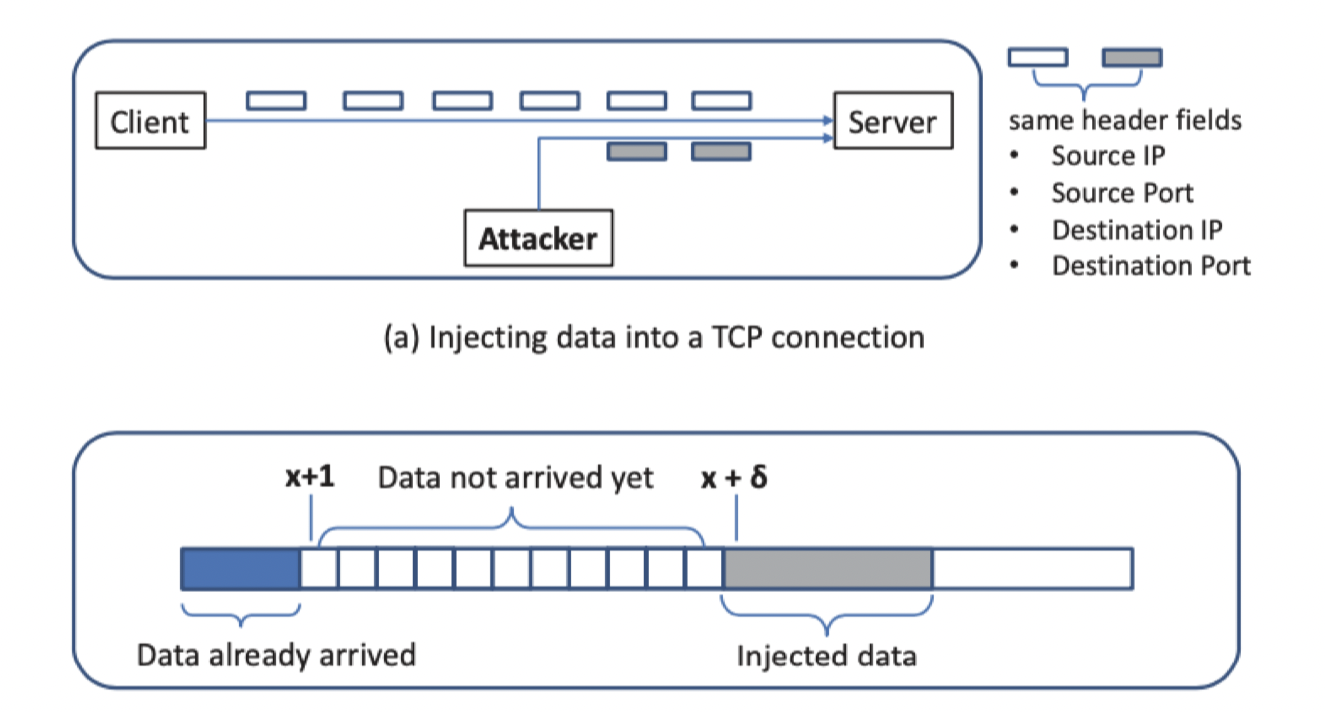 Client
Server
Attacker
same header fields
• Source IP
• Source Port
• Destination IP
• Destination Port
(a) Injecting data into a TCP connection
x+1
Data not arrived yet
x + δ
Data already arrived
Injected data